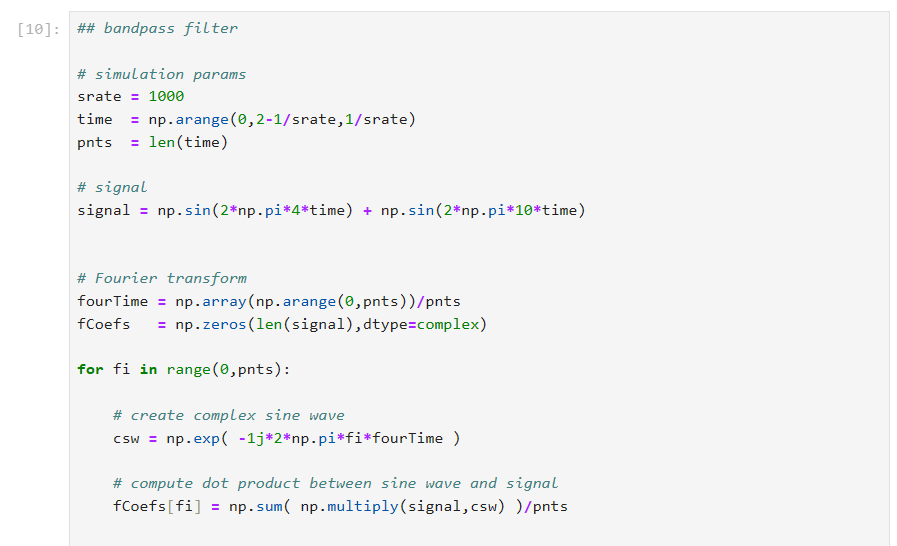 [10]: ## bandpass filter
# simulation params
srate = 1000
time  = np.arange(0,2-1/srate,1/srate)
pnts  = len(time)
# signal
signal = np.sin(2*np.pi*4*time) + np.sin(2*np.pi*10*time)
# Fourier transform
fourTime = np.array(np.arange(0,pnts))/pnts
fCoefs   = np.zeros(len(signal),dtype=complex)
for fi in range(0,pnts):
    # create complex sine wave
    csw = np.exp( -1j*2*np.pi*fi*fourTime )
    # compute dot product between sine wave and signal
    fCoefs[fi] = np.sum( np.multiply(signal,csw) )/pnts